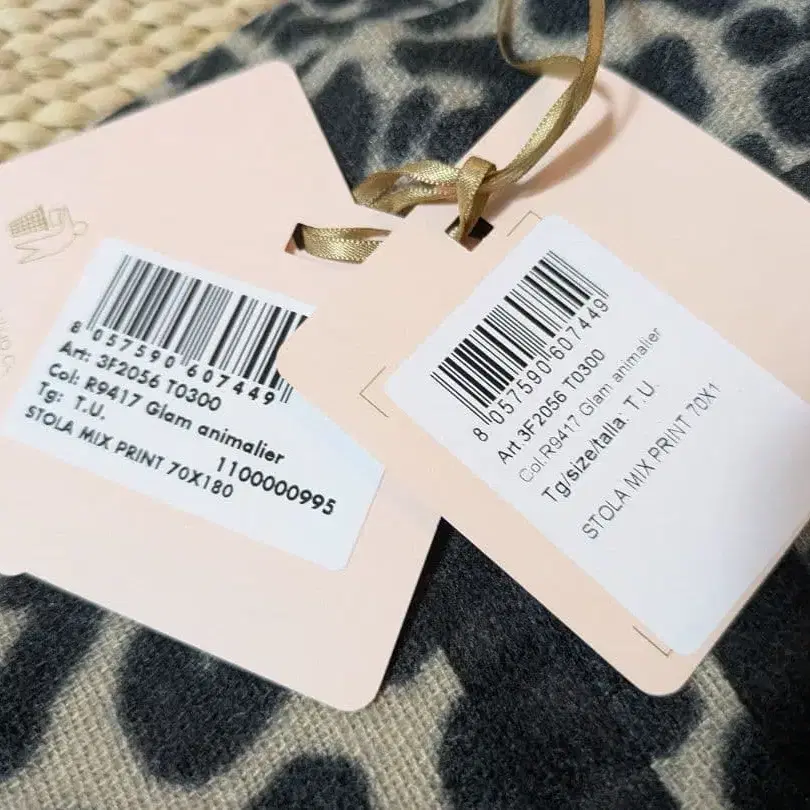 8 057590 607449
Art: 3F2056 T0300
Col: R9417 Glam animalier
Tg: T.U.
1100000995
STOLA MIX PRINT 70X180
8 057590 607449
Art.3F2056 T0300
Col.R9417 Glam animalier
Tg/size/talla: T.U.
STOLA MIX PRINT 70X1